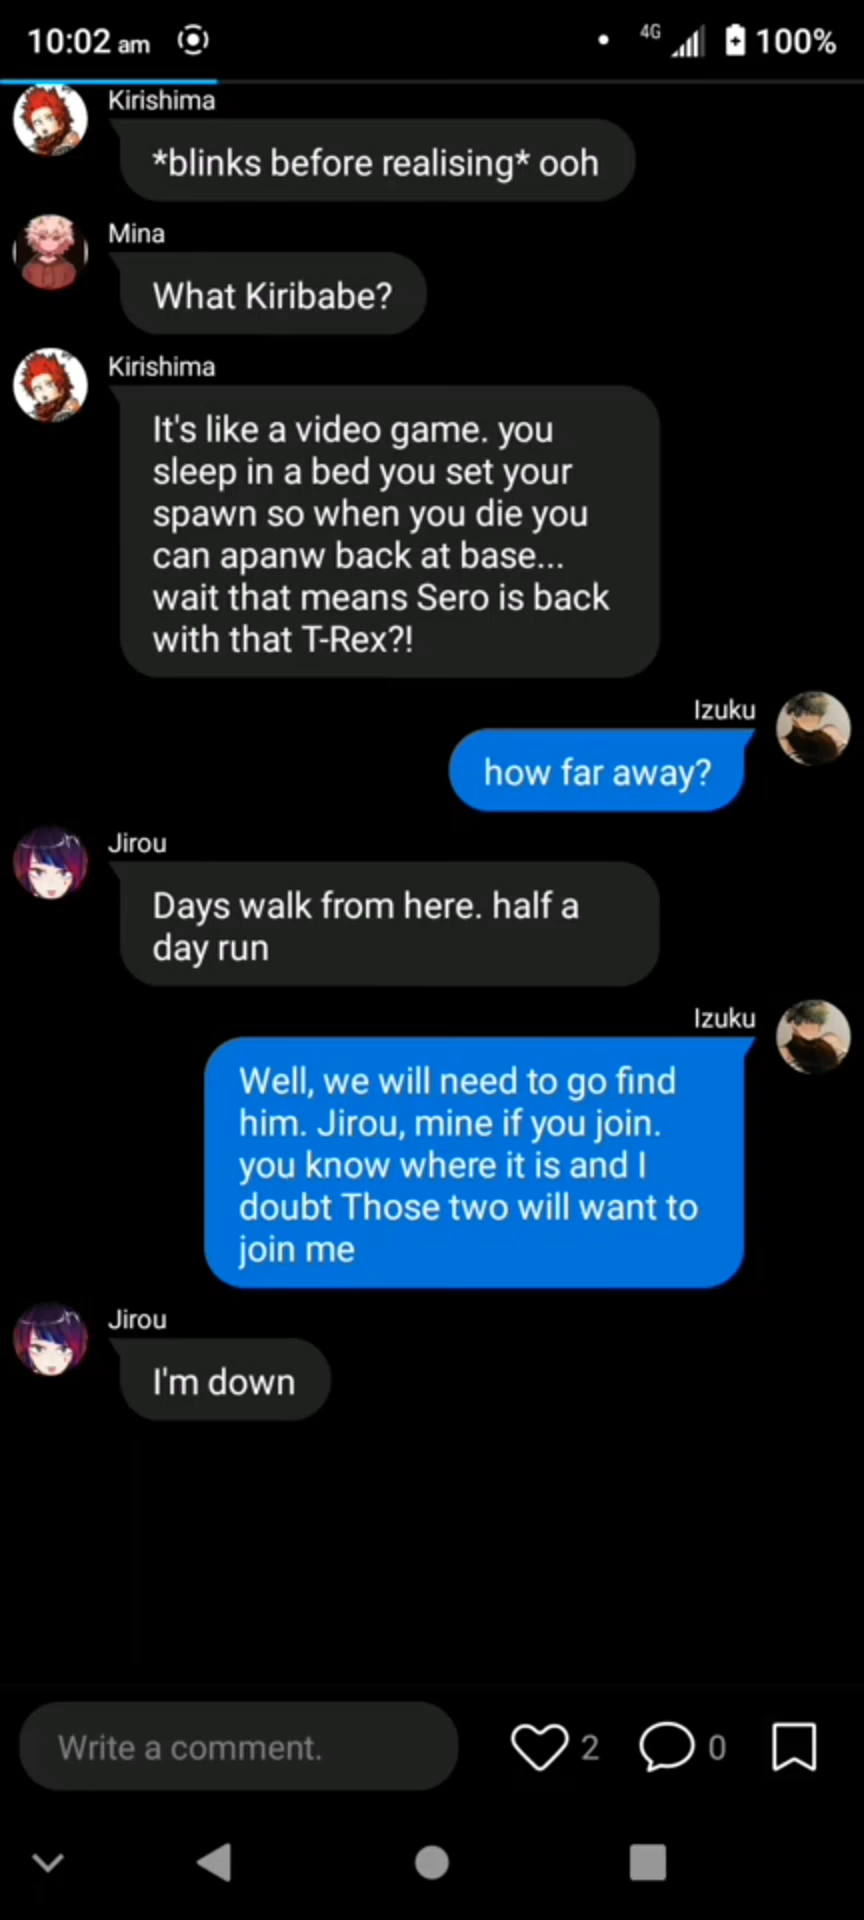 10:02 am
4G
100%
Kirishima
*blinks before realising* ooh
Mina
What Kiribabe?
Kirishima
It's like a video game. you
sleep in a bed you set your
spawn so when you die you
can apanw back at base...
wait that means Sero is back
with that T-Rex?!
Izuku
how far away?
Jirou
Days walk from here. half a
day run
Izuku
Well, we will need to go find
him. Jirou, mine if you join.
you know where it is and I
doubt Those two will want to
join me
Jirou
I'm down
Write a comment.
2
0